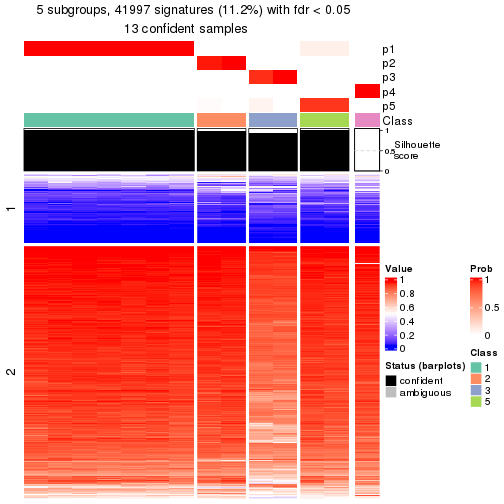 5 subgroups, 41997 signatures (11.2%) with fdr < 0.05
13 confident samples
p1
p2
p3
p4
p5
Class
1
0.5
0
Silhouette
score
1
2
Value
1
0.8
0.6
0.4
0.2
0
Prob
1
0.5
0
Status (barplots)
confident
ambiguous
Class
1
2
3
5